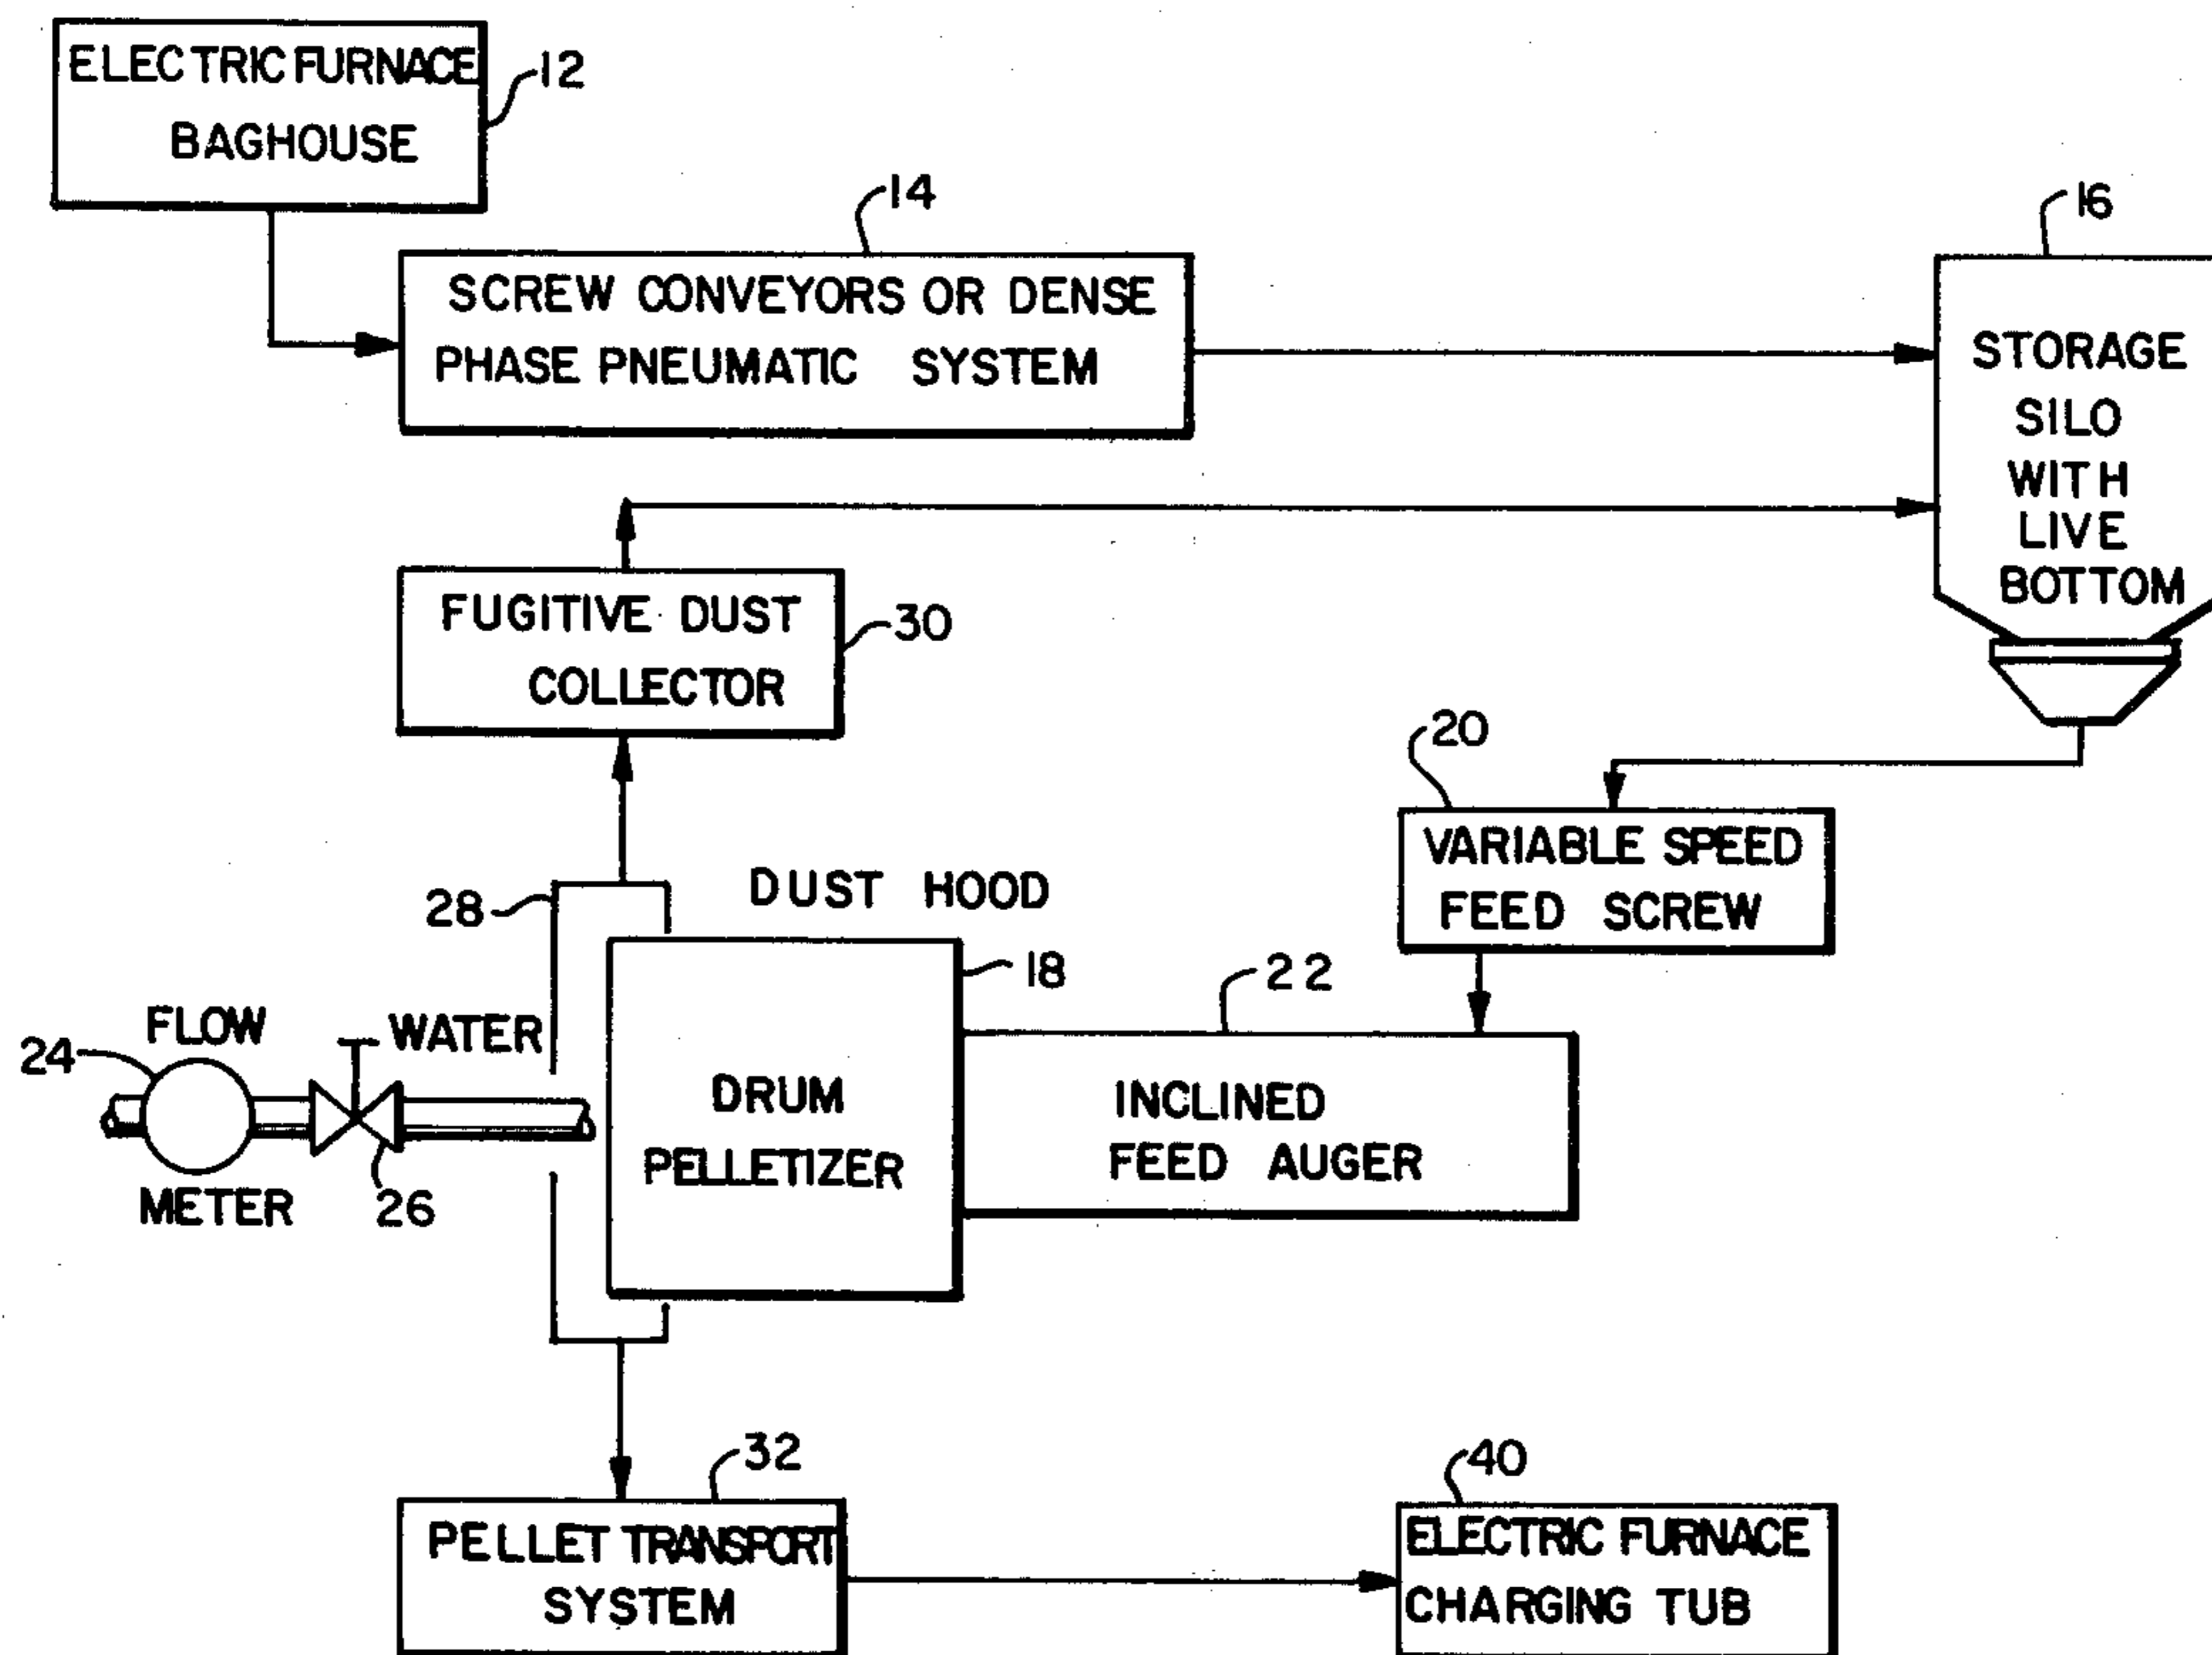 ELECTRIC FURNACE
BAGHOUSE
12
14
SCREW CONVEYORS OR DENSE
PHASE PNEUMATIC SYSTEM
16
STORAGE
SILO
WITH
LIVE
BOTTOM
FUGITIVE DUST
COLLECTOR
30
20
VARIABLE SPEED
FEED SCREW
28
DUST HOOD
18
22
FLOW
24
WATER
METER
26
DRUM
PELLETIZER
INCLINED
FEED AUGER
32
PELLET TRANSPORT
SYSTEM
40
ELECTRIC FURNACE
CHARGING TUB